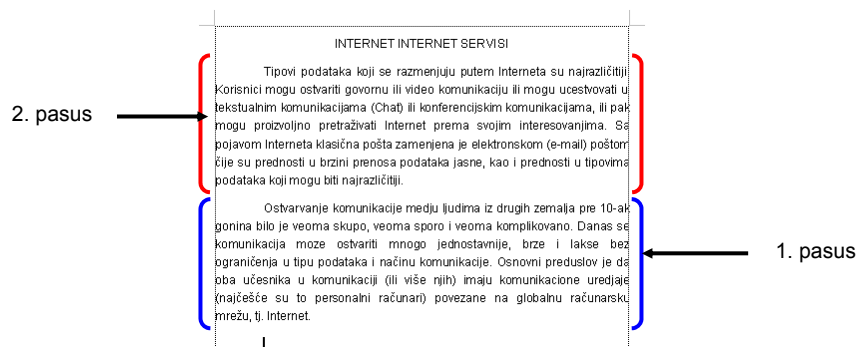 INTERNET INTERNET SERVISI
Tipovi podataka koji se razmenjuju putem Interneta su najrazličitiji.
Korisnici mogu ostvariti govornu ili video komunikaciju ili mogu ucestvovati u
tekstualnim komunikacijama (Chat) ili konferencijskim komunikacijama, ili pak
mogu proizvoljno pretraživati Internet prema svojim interesovanjima. Sa
pojavom Interneta klasična pošta zamenjena je elektronskom (e-mail) poštom
čije su prednosti u brzini prenosa podataka jasne, kao i prednosti u tipovima
podataka koji mogu biti najrazličitiji.
2. pasus
Ostvarvanje komunikacije medju ljudima iz drugih zemalja pre 10-ak
gonina bilo je veoma skupo, veoma sporo i veoma komplikovano. Danas se
komunikacija moze ostvariti mnogo jednostavnije, brze i lakse bez
ograničenja u tipu podataka i načinu komunikacije. Osnovni preduslov je da
oba učesnika u komunikaciji (ili više njih) imaju komunikacione uredjaje
(najčešće su to personalni računari) povezane na globalnu računarsku
mrežu, tj. Internet.
1. pasus